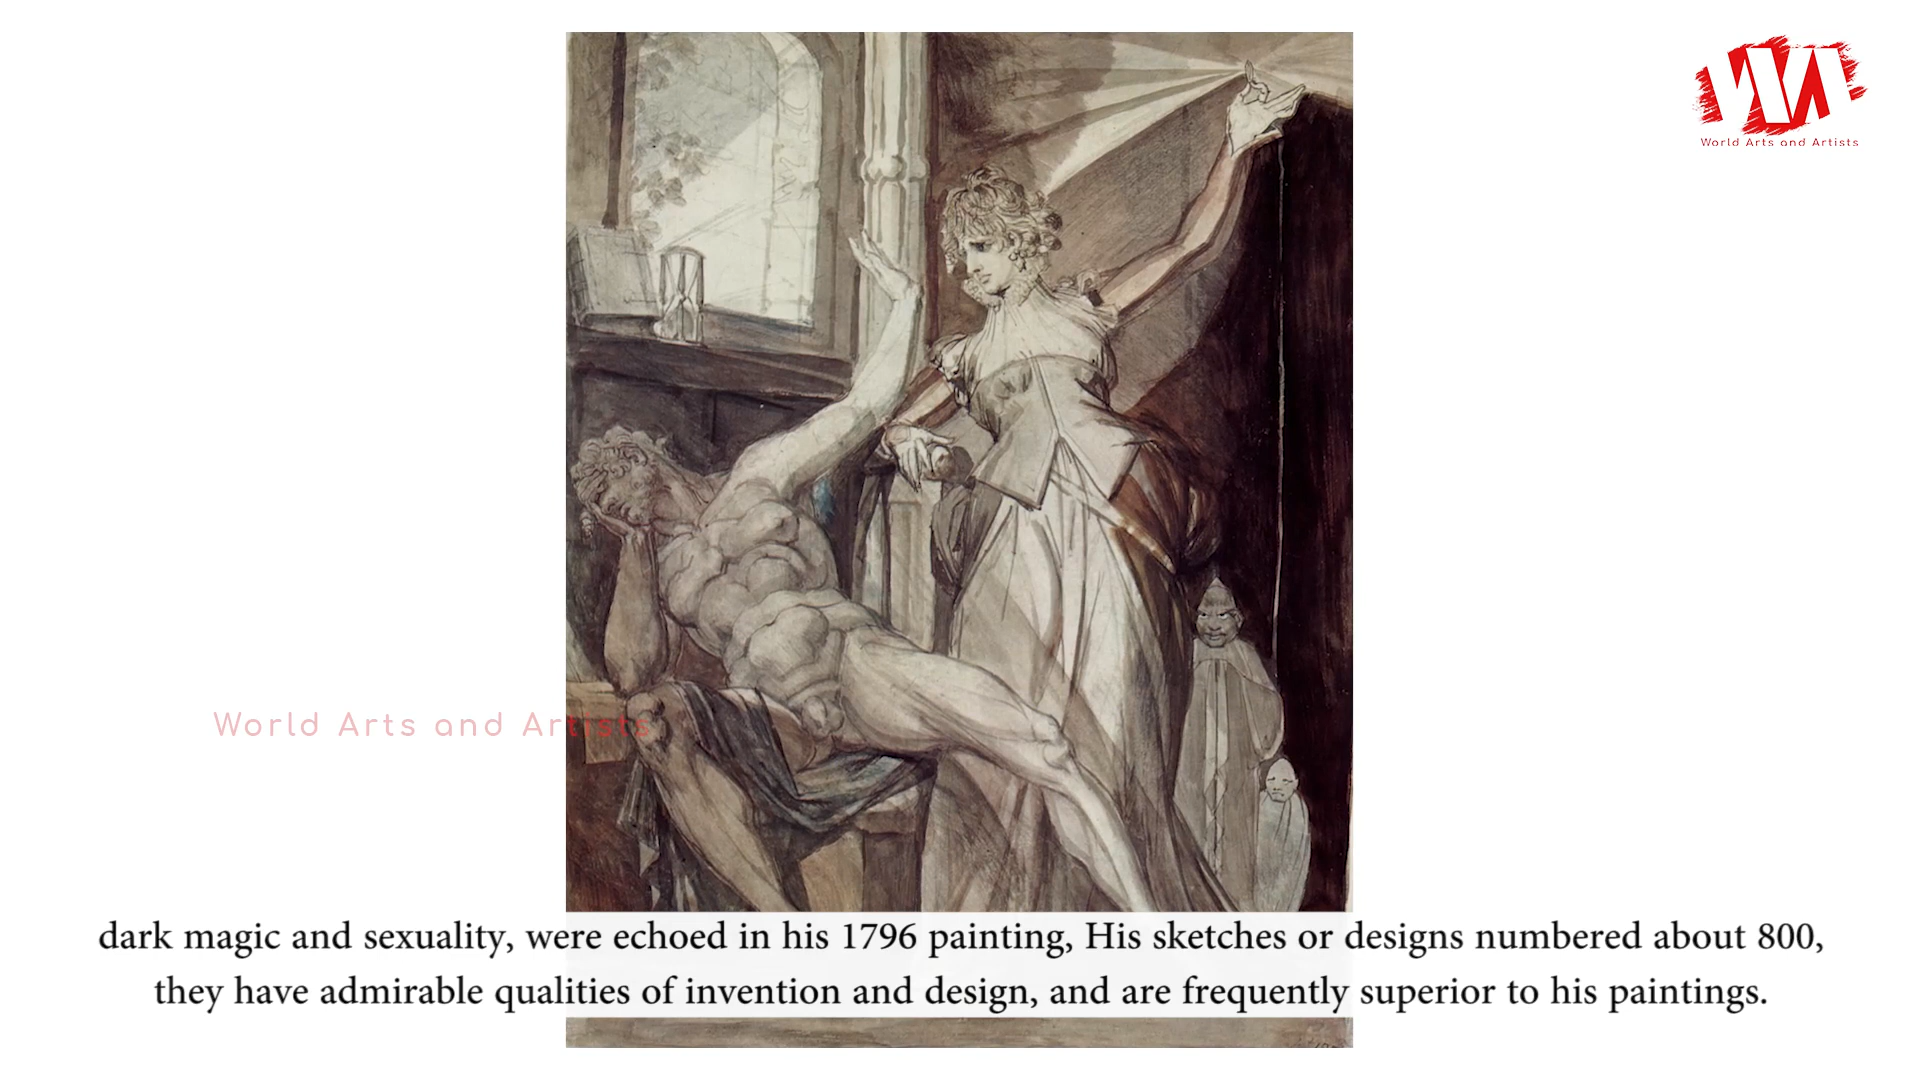 World Arts and Artists
World Arts and Artists
dark magic and sexuality, were echoed in his 1796 painting, His sketches or designs numbered about 800,
they have admirable qualities of invention and design, and are frequently superior to his paintings.